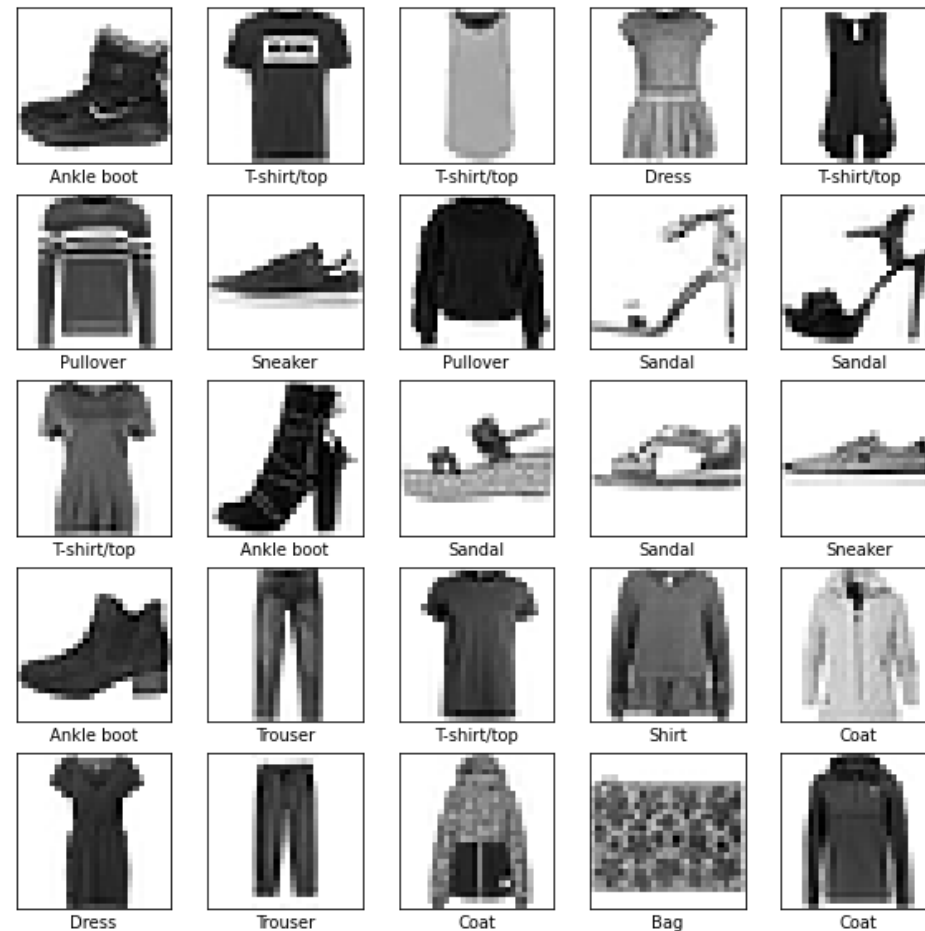 Ankle boot T-shirt/top T-shirt/top Dress T-shirt/top
Pullover Sneaker Pullover Sandal Sandal
T-shirt/top Ankle boot Sandal Sandal Sneaker
Ankle boot Trouser T-shirt/top Shirt Coat
Dress Trouser Coat Bag Coat